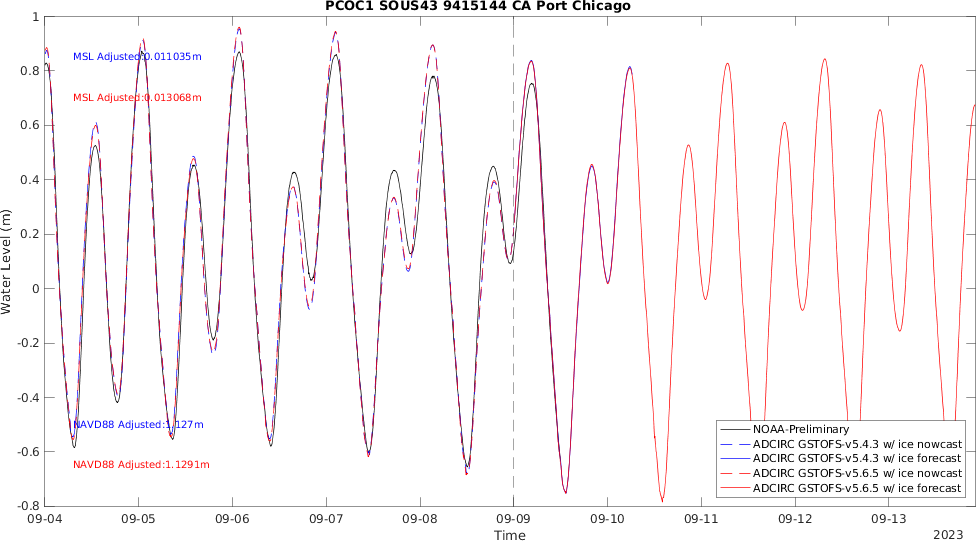 PCOC1 SOUS43 9415144 CA Port Chicago
1
0.8
0.6
0.4
0.2
0
-0.2
-0.4
-0.6
-0.8
Water Level (m)
MSL Adjusted:0.011035m
MSL Adjusted:0.013068m
NAVD88 Adjusted:1.127m
NAVD88 Adjusted:1.1291m
NOAA-Preliminary
ADCIRC GSTOFS-v5.4.3 w/ ice nowcast
ADCIRC GSTOFS-v5.4.3 w/ ice forecast
ADCIRC GSTOFS-v5.6.5 w/ ice nowcast
ADCIRC GSTOFS-v5.6.5 w/ ice forecast
09-04 09-05 09-06 09-07 09-08 09-09 09-10 09-11 09-12 09-13
Time
2023